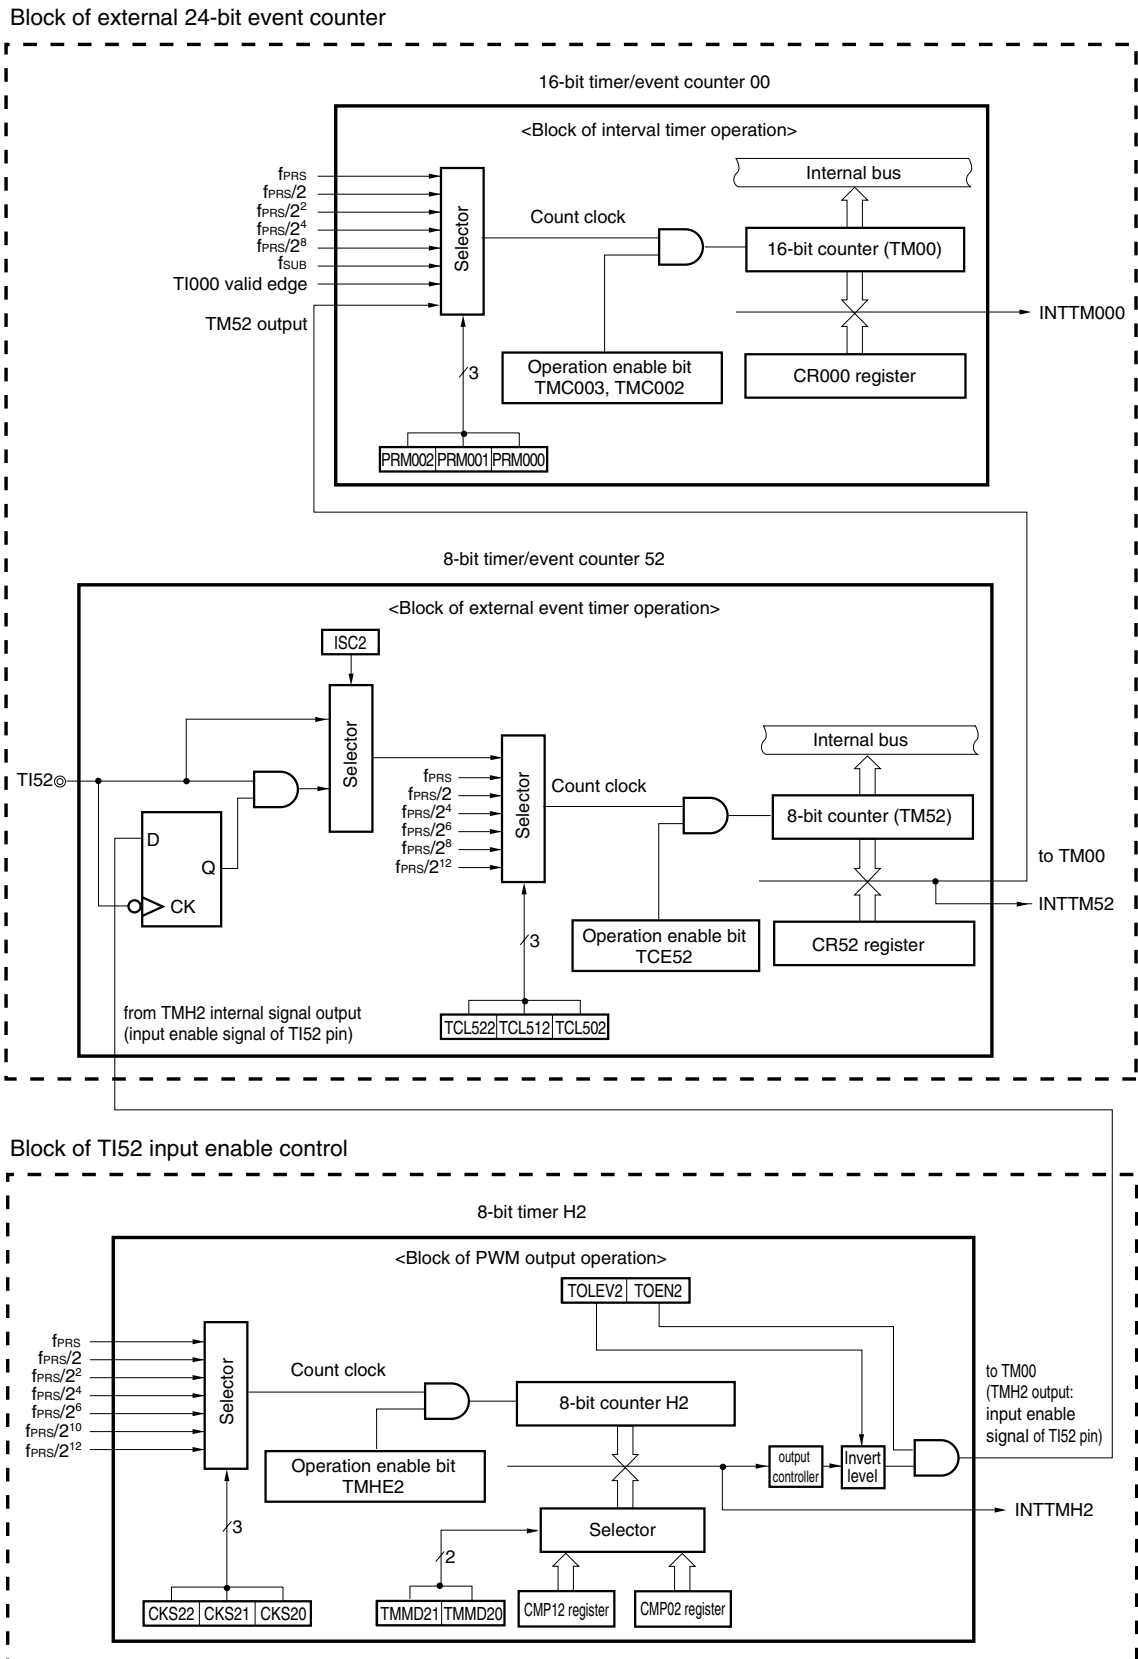 Block of external 24-bit event counter
16-bit timer/event counter 00
<Block of interval timer operation>
Internal bus
fPRS
fPRS/2
fPRS/2²
fPRS/2⁴
fPRS/2⁸
fSUB
TI000 valid edge
TM52 output
Selector
Count clock
16-bit counter (TM00)
INTTM000
Operation enable bit
TMC003, TMC002
CR000 register
3
PRM002 PRM001 PRM000
8-bit timer/event counter 52
<Block of external event timer operation>
ISC2
Selector
TI52
Internal bus
fPRS
fPRS/2
fPRS/2⁴
fPRS/2⁶
fPRS/2⁸
fPRS/2¹²
Selector
Count clock
8-bit counter (TM52)
D
Q
CK
to TM00
INTTM52
Operation enable bit
TCE52
CR52 register
3
from TMH2 internal signal output
(input enable signal of TI52 pin)
TCL522 TCL512 TCL502
Block of TI52 input enable control
8-bit timer H2
<Block of PWM output operation>
TOLEV2 TOEN2
fPRS
fPRS/2
fPRS/2²
fPRS/2⁴
fPRS/2⁶
fPRS/2¹⁰
fPRS/2¹²
Selector
Count clock
8-bit counter H2
to TM00
(TMH2 output:
input enable
signal of TI52 pin)
Operation enable bit
TMHE2
output
controller
Invert
level
INTTMH2
3
2
Selector
CKS22 CKS21 CKS20
TMMD21 TMMD20
CMP12 register
CMP02 register